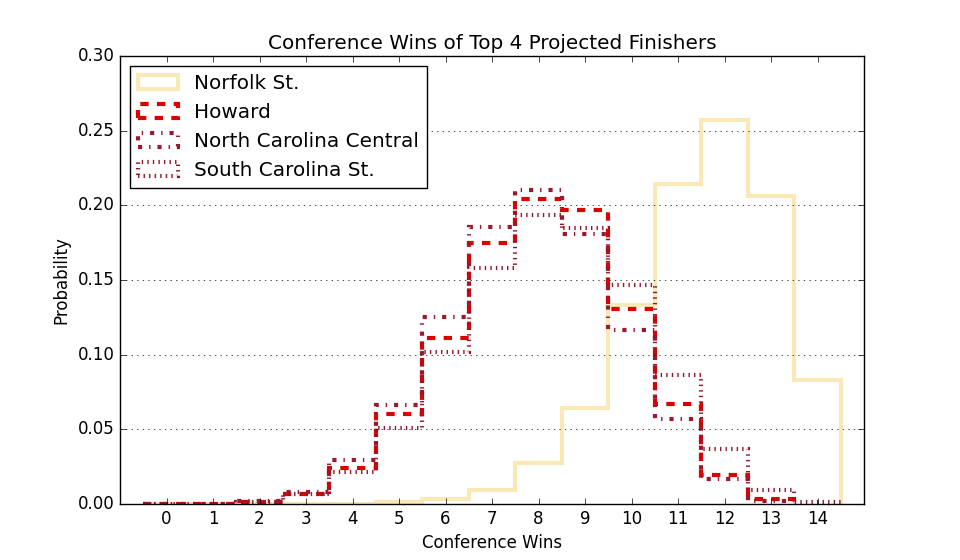 Conference Wins of Top 4 Projected Finishers
0.30
0.25
0.20
0.15
0.10
0.05
0.00
Probability
Norfolk St.
Howard
North Carolina Central
South Carolina St.
0 1 2 3 4 5 6 7 8 9 10 11 12 13 14
Conference Wins